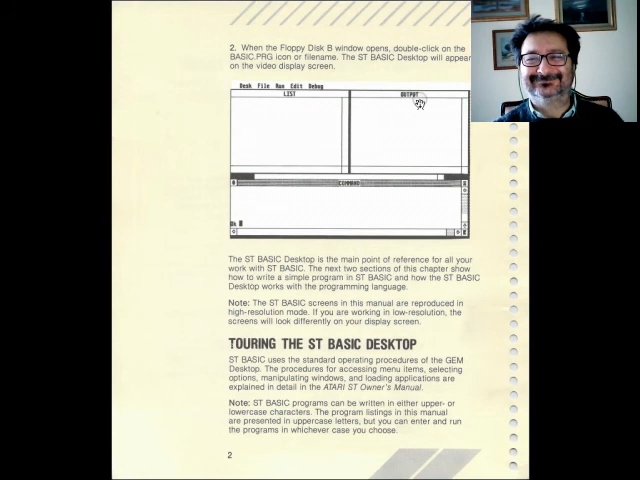 2. When the Floppy Disk B window opens, double-click on the
BASIC.PRG icon or filename. The ST BASIC Desktop will appear
on the video display screen.
Desk File Run Edit Debug
LIST
OUTPUT
COMMAND
Ok
The ST BASIC Desktop is the main point of reference for all your
work with ST BASIC. The next two sections of this chapter show
how to write a simple program in ST BASIC and how the ST BASIC
Desktop works with the programming language.
Note: The ST BASIC screens in this manual are reproduced in
high-resolution mode. If you are working in low-resolution, the
screens will look differently on your display screen.
TOURING THE ST BASIC DESKTOP
ST BASIC uses the standard operating procedures of the GEM
Desktop. The procedures for accessing menu items, selecting
options, manipulating windows, and loading applications are
explained in detail in the ATARI ST Owner's Manual.
Note: ST BASIC programs can be written in either upper- or
lowercase characters. The program listings in this manual
are presented in uppercase letters, but you can enter and run
the programs in whichever case you choose.
2